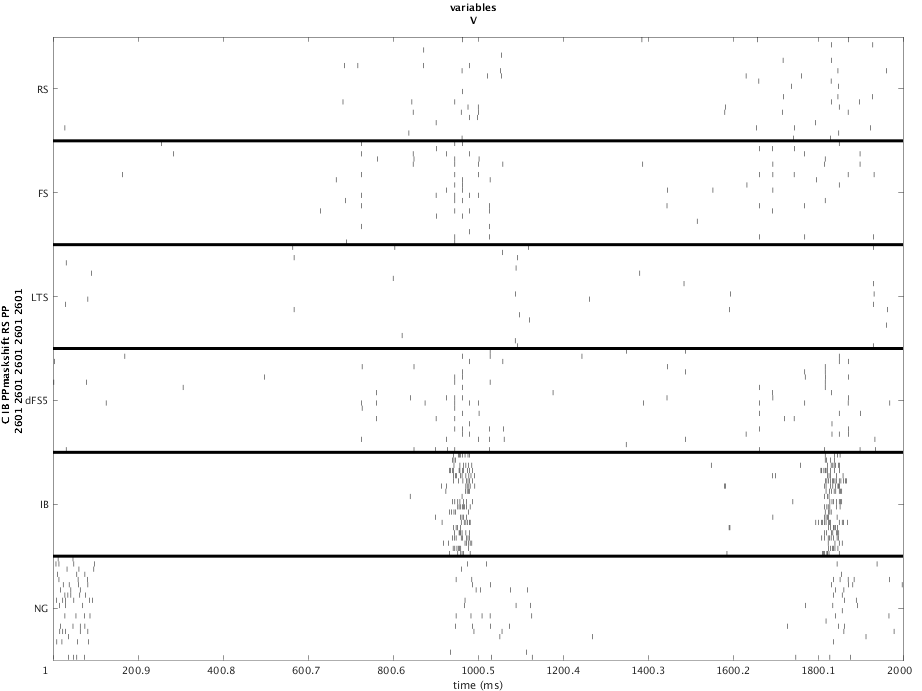 variables
V
RS
FS
LTS
dFS5
IB
NG
C IB PPmaskshift RS PP
2601 2601 2601 2601 2601
1 200.9 400.8 600.7 800.6 1000.5 1200.4 1400.3 1600.2 1800.1 2000
time (ms)